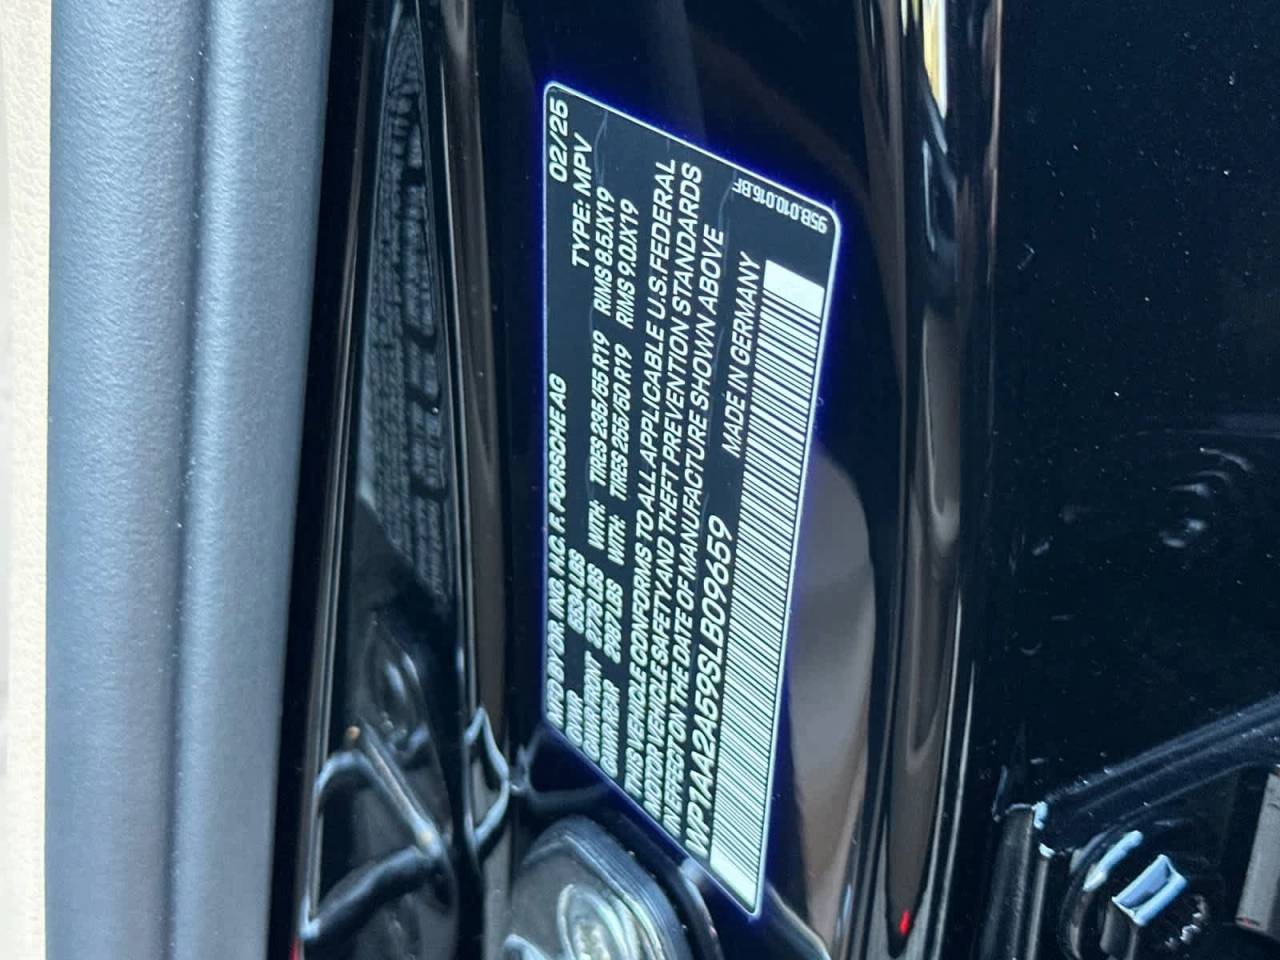 MFD BY DR. ING. H.C. F. PORSCHE AG 02/25
TYPE: MPV
GVWR LBS
GAWR FRONT 2778 LBS WITH: TIRES 235/55 R19 RIMS 8.5JX19
GAWR REAR LBS WITH: TIRES 255/50 R19 RIMS 9.0JX19
THIS VEHICLE CONFORMS TO ALL APPLICABLE U.S. FEDERAL
MOTOR VEHICLE SAFETY AND THEFT PREVENTION STANDARDS
IN EFFECT ON THE DATE OF MANUFACTURE SHOWN ABOVE
WP1AA2A59SLB09659 MADE IN GERMANY
95B.010.016.BF